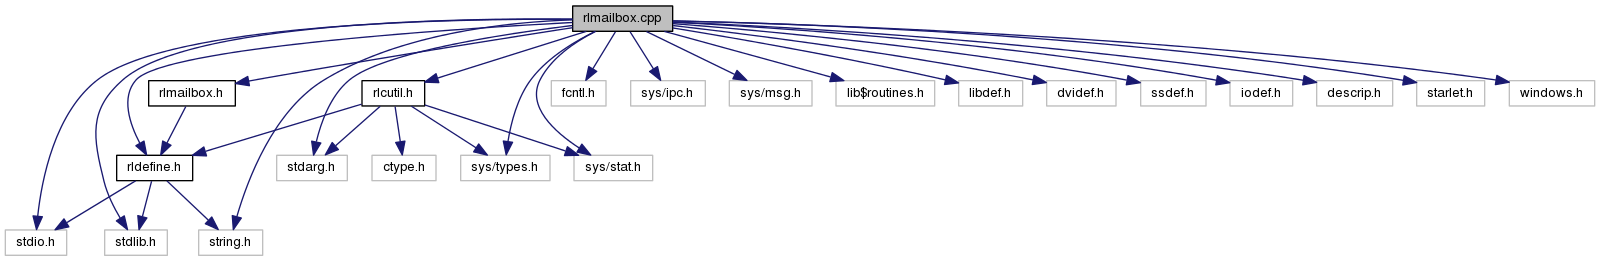 rlmailbox.cpp
rlmailbox.h
rlcutil.h
fcntl.h
sys/ipc.h
sys/msg.h
lib$routines.h
libdef.h
dvidef.h
ssdef.h
iodef.h
descrip.h
starlet.h
windows.h
rldefine.h
stdarg.h
ctype.h
sys/types.h
sys/stat.h
stdio.h
stdlib.h
string.h